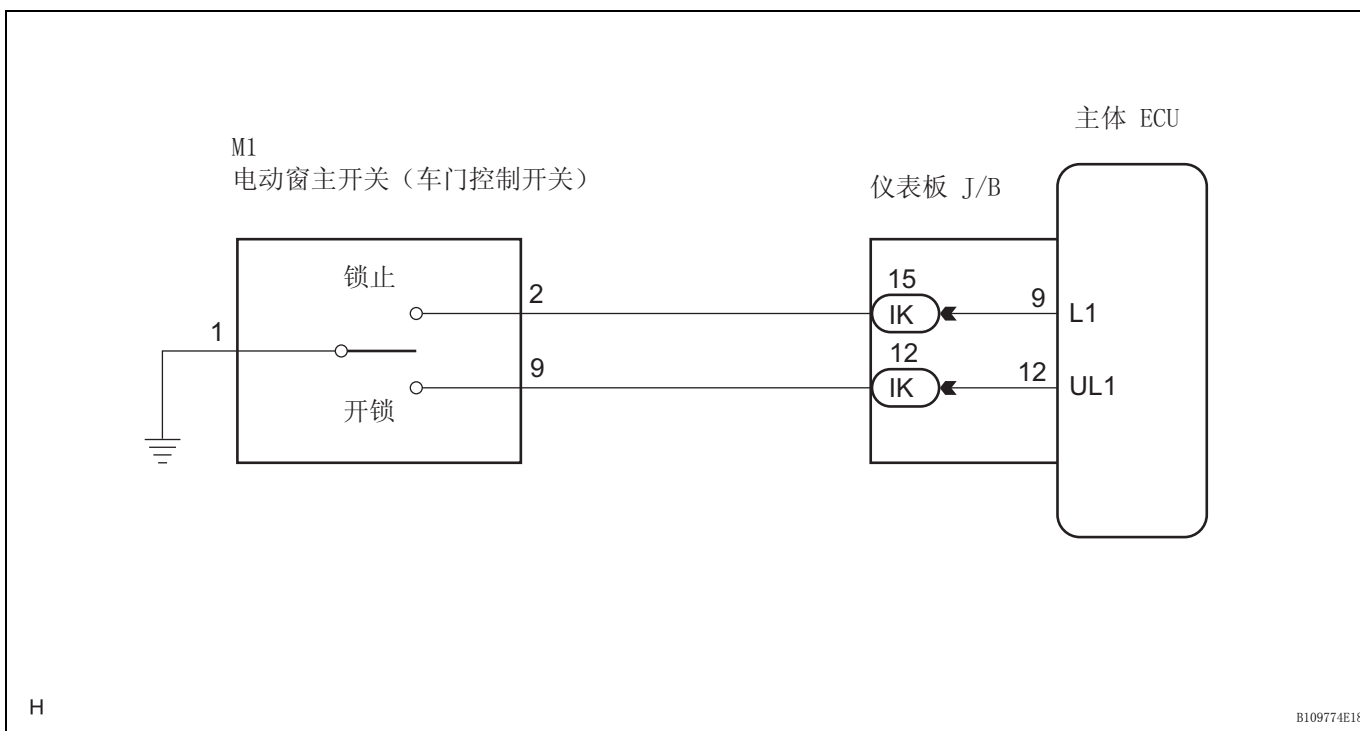 主体 ECU
M1
电动窗主开关（车门控制开关）
仪表板 J/B
锁止
2
15
IK
9
L1
1
9
12
IK
12
UL1
开锁
H
B109774E18